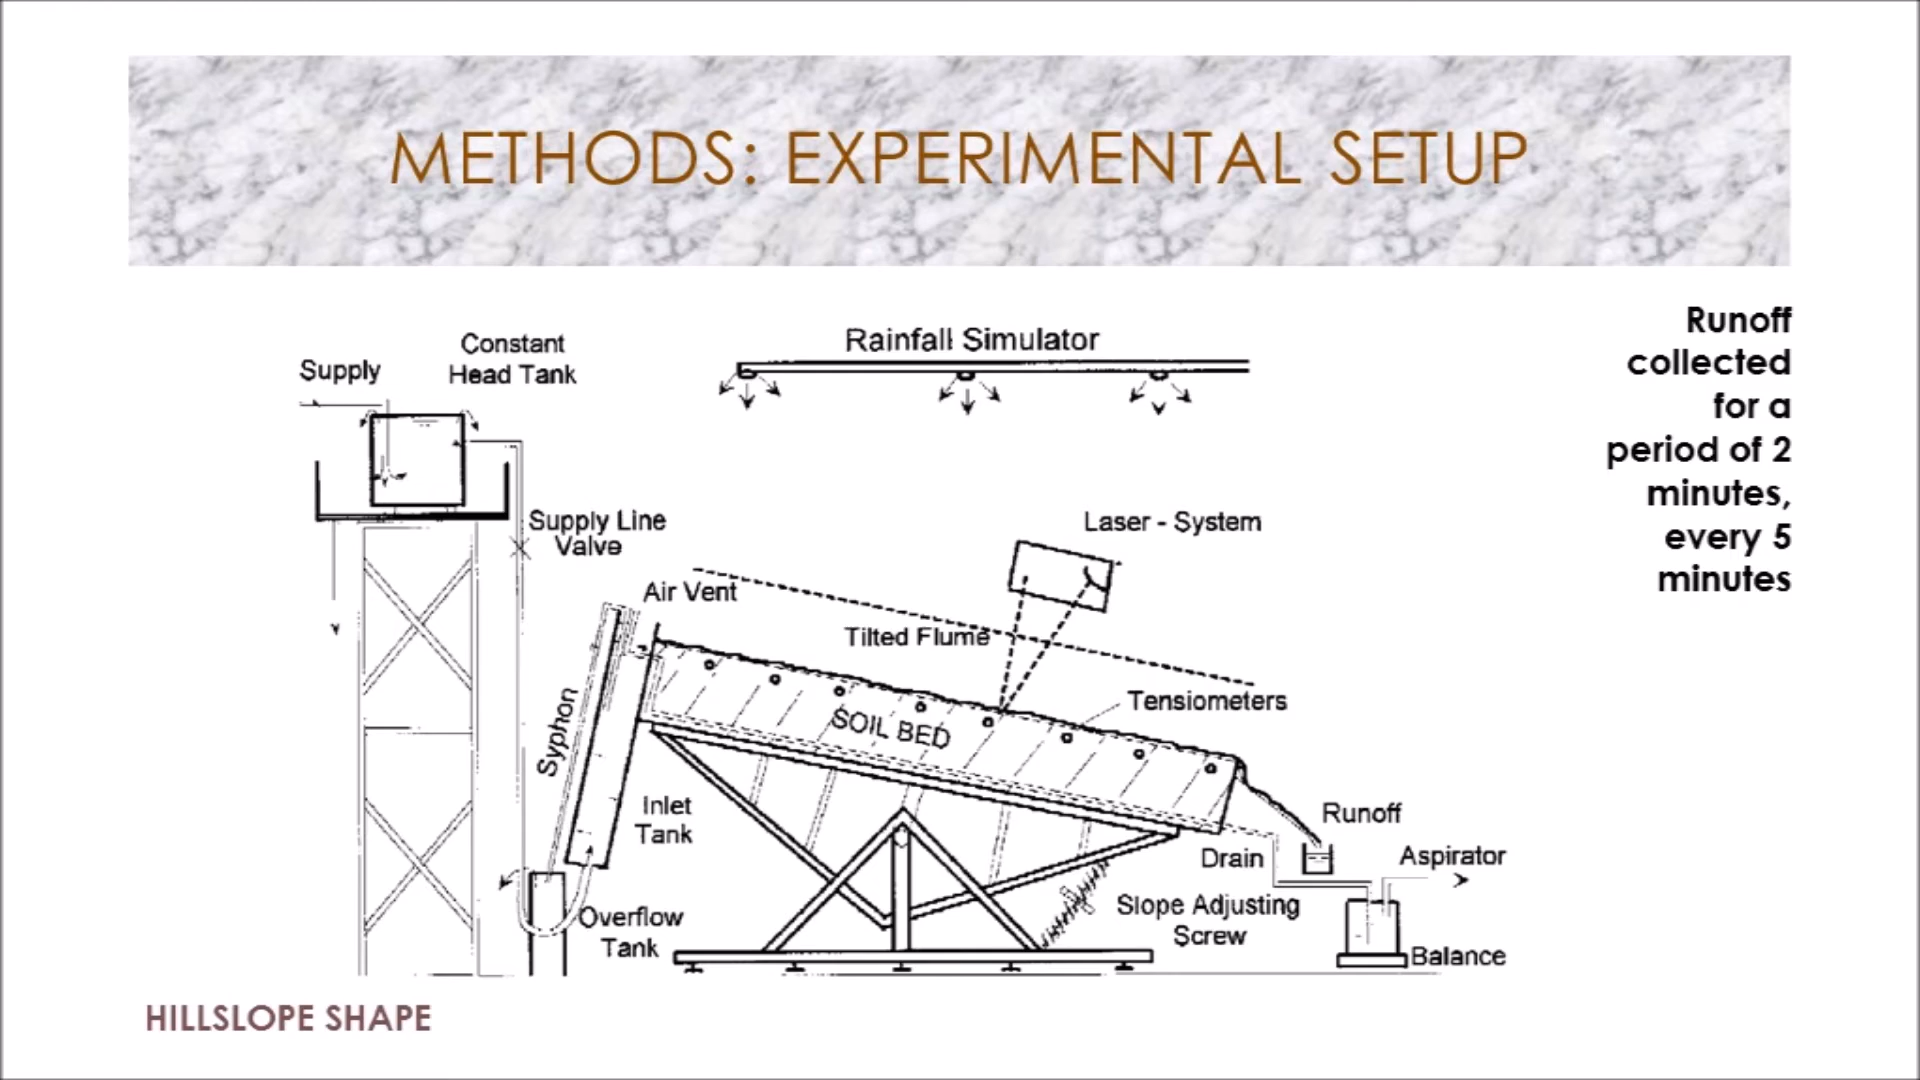 METHODS: EXPERIMENTAL SETUP
Rainfall Simulator
Constant
Head Tank
Supply
Supply Line
Valve
Laser - System
Air Vent
Tilted Flume
Tensiometers
SOIL BED
Syphon
Inlet
Tank
Runoff
Drain
Aspirator
Slope Adjusting
Screw
Overflow
Tank
Balance
Runoff
collected
for a
period of 2
minutes,
every 5
minutes
HILLSLOPE SHAPE